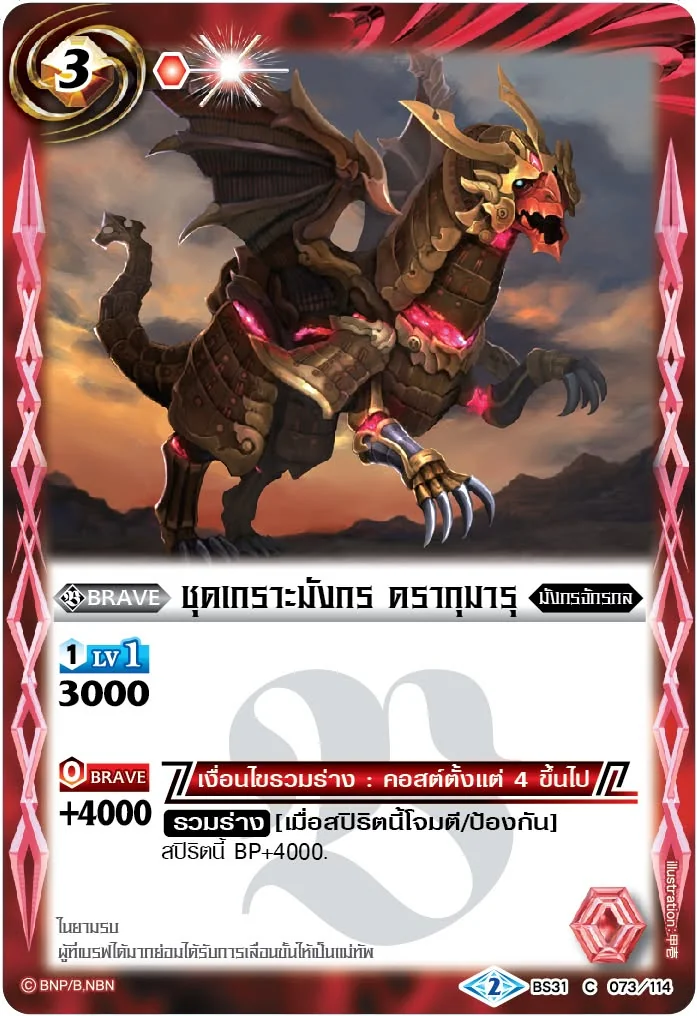 3
BRAVE ชุดเกราะมังกร ดรากุมารุ มังกรจักรกล
1 LV1
3000
0 BRAVE
+4000
เงื่อนไขรวมร่าง : คอสต์ตั้งแต่ 4 ขึ้นไป
รวมร่าง [เมื่อสปิริตนี้โจมตี/ป้องกัน]
สปิริตนี้ BP+4000.
ในยามรบ
ผู้ที่เบรฟได้มากย่อมได้รับการเลื่อนขั้นให้เป็นแม่ทัพ
illustration:甲壱
©BNP/B,NBN
2 BS31 C 073/114